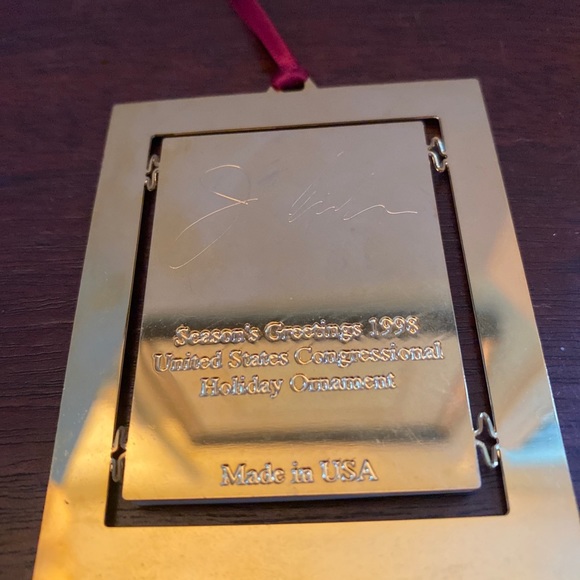 Season's Greetings 1998
United States Congressional
Holiday Ornament
Made in USA